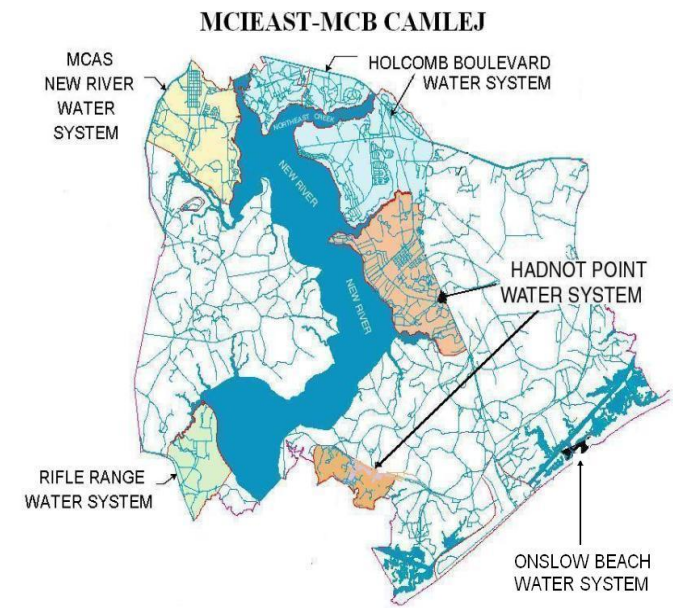 MCIEAST-MCB CAMLEJ
MCAS
NEW RIVER
WATER
SYSTEM
HOLCOMB BOULEVARD
WATER SYSTEM
NORTHEAST CREEK
NEW RIVER
HADNOT POINT
WATER SYSTEM
NEW RIVER
RIFLE RANGE
WATER SYSTEM
ONSLOW BEACH
WATER SYSTEM